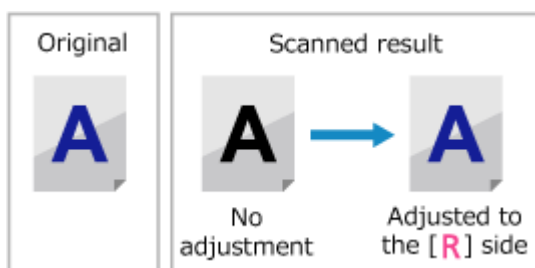 Original
A
Scanned result
A
A
No
adjustment
Adjusted to
the [R] side